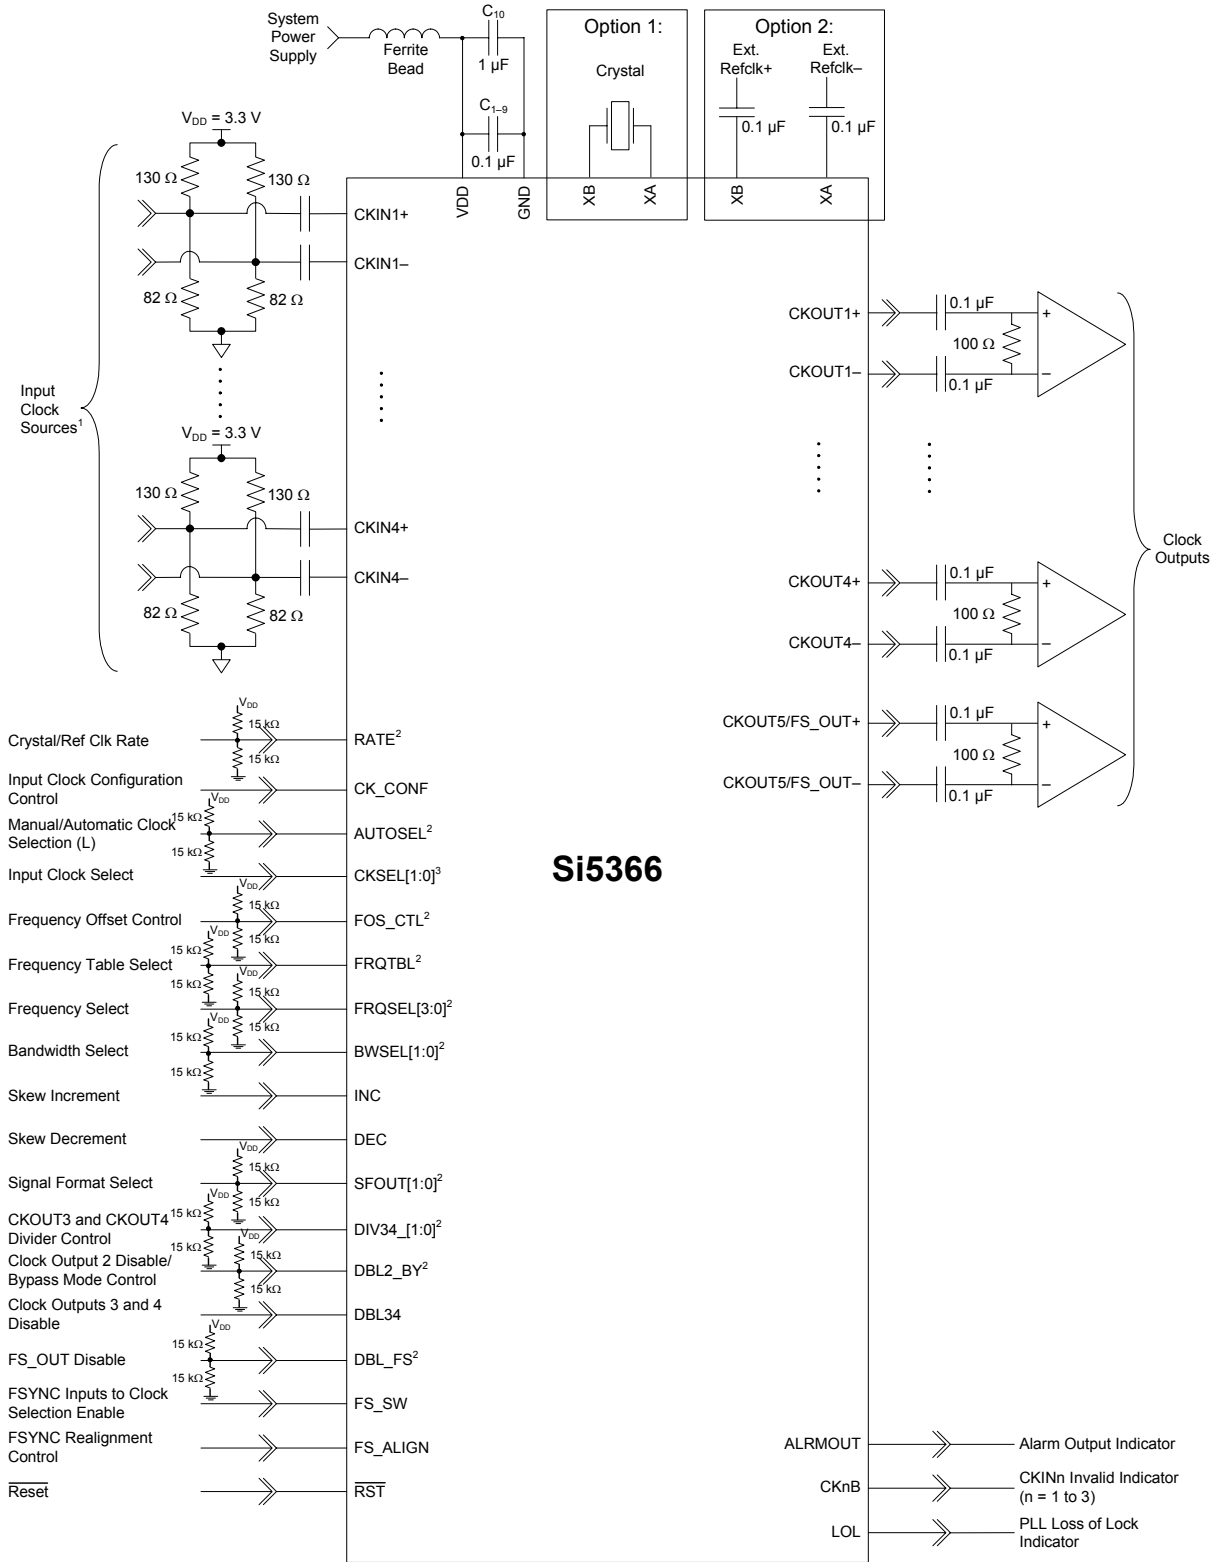 System
Power
Supply
Ferrite
Bead
C10
1 µF
C1–9
0.1 µF
Option 1:
Crystal
Option 2:
Ext.
Refclk+
Ext.
Refclk–
0.1 µF
0.1 µF
VDD
GND
XB
XA
XB
XA
VDD = 3.3 V
130 Ω
130 Ω
CKIN1+
CKIN1–
82 Ω
82 Ω
Input
Clock
Sources1
VDD = 3.3 V
130 Ω
130 Ω
CKIN4+
CKIN4–
82 Ω
82 Ω
CKOUT1+
0.1 µF
+
100 Ω
CKOUT1–
–
0.1 µF
CKOUT4+
0.1 µF
+
100 Ω
CKOUT4–
–
0.1 µF
CKOUT5/FS_OUT+
0.1 µF
+
100 Ω
CKOUT5/FS_OUT–
–
0.1 µF
Clock
Outputs
Si5366
VDD
15 kΩ
Crystal/Ref Clk Rate
RATE2
15 kΩ
Input Clock Configuration
Control
CK_CONF
VDD
15 kΩ
Manual/Automatic Clock
Selection (L)
AUTOSEL2
15 kΩ
Input Clock Select
CKSEL[1:0]3
VDD
15 kΩ
Frequency Offset Control
FOS_CTL2
15 kΩ
VDD
15 kΩ
Frequency Table Select
FRQTBL2
15 kΩ
VDD
15 kΩ
Frequency Select
FRQSEL[3:0]2
15 kΩ
VDD
15 kΩ
Bandwidth Select
BWSEL[1:0]2
15 kΩ
Skew Increment
INC
Skew Decrement
DEC
VDD
15 kΩ
Signal Format Select
SFOUT[1:0]2
15 kΩ
VDD
15 kΩ
CKOUT3 and CKOUT4
Divider Control
DIV34_[1:0]2
15 kΩ
VDD
15 kΩ
Clock Output 2 Disable/
Bypass Mode Control
DBL2_BY2
15 kΩ
Clock Outputs 3 and 4
Disable
DBL34
VDD
15 kΩ
FS_OUT Disable
DBL_FS2
15 kΩ
FSYNC Inputs to Clock
Selection Enable
FS_SW
FSYNC Realignment
Control
FS_ALIGN
Reset
RST
ALRMOUT
Alarm Output Indicator
CKnB
CKINn Invalid Indicator
(n = 1 to 3)
LOL
PLL Loss of Lock
Indicator